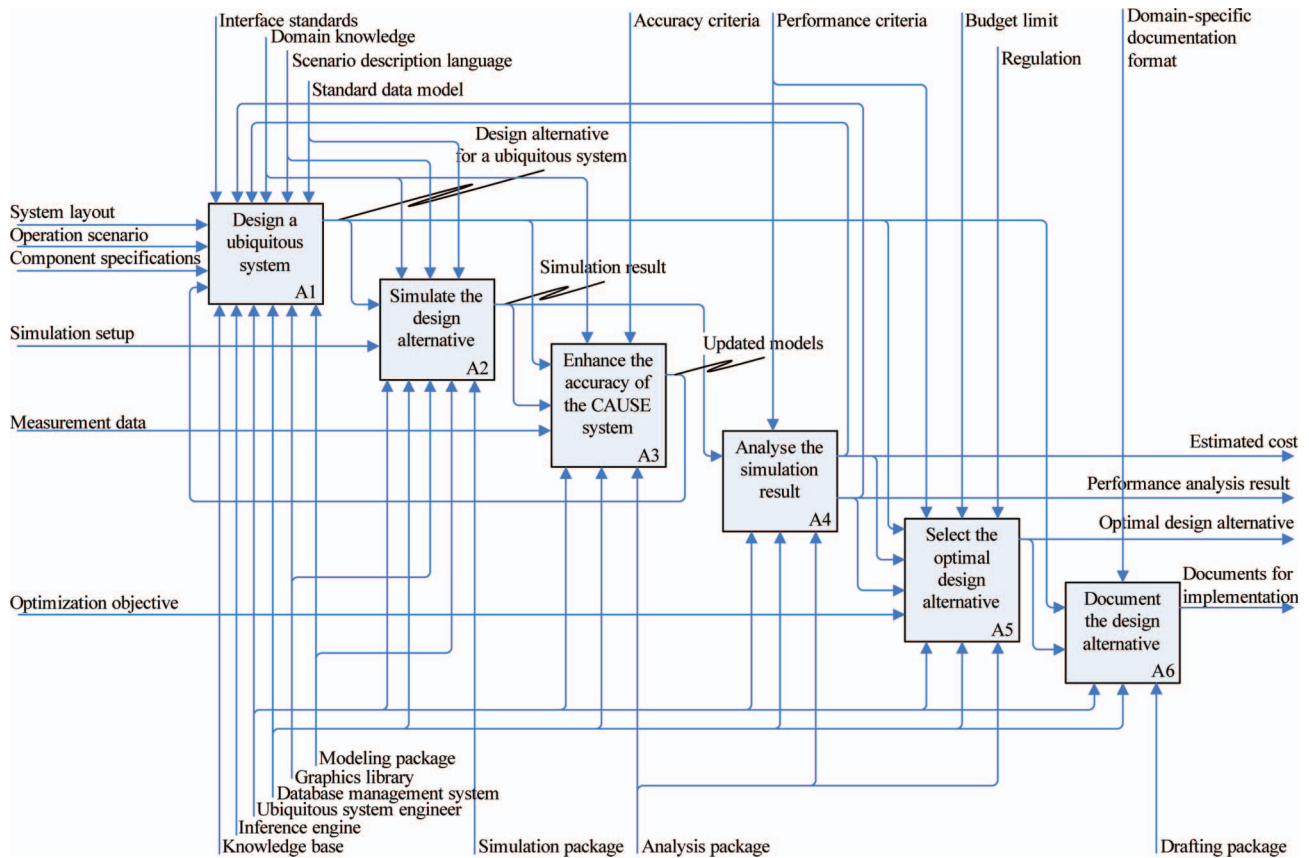 Interface standards
Domain knowledge
Scenario description language
Standard data model
Accuracy criteria
Performance criteria
Budget limit
Regulation
Domain-specific
documentation
format
Design alternative
for a ubiquitous system
System layout
Operation scenario
Component specifications
Design a
ubiquitous
system
A1
Simulation result
Simulation setup
Simulate the
design
alternative
A2
Updated models
Measurement data
Enhance the
accuracy of
the CAUSE
system
A3
Analyse the
simulation
result
A4
Estimated cost
Performance analysis result
Optimal design alternative
Documents for
implementation
Optimization objective
Select the
optimal
design
alternative
A5
Document
the design
alternative
A6
Modeling package
Graphics library
Database management system
Ubiquitous system engineer
Inference engine
Knowledge base
Simulation package
Analysis package
Drafting package